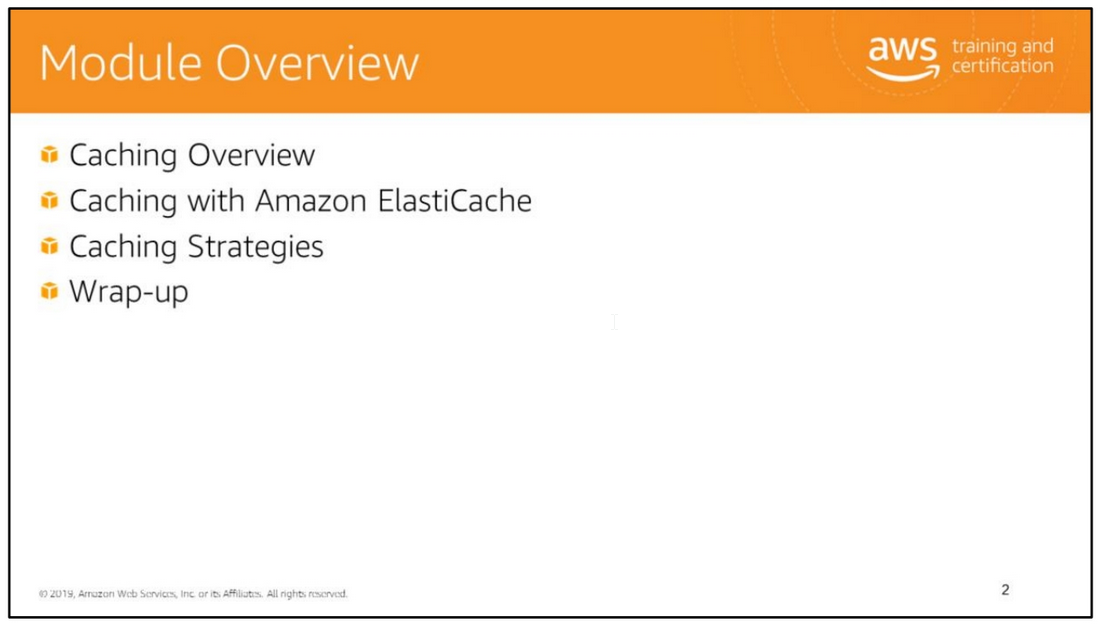 Module Overview
aws training and
certification
Caching Overview
Caching with Amazon ElastiCache
Caching Strategies
Wrap-up
© 2019, Amazon Web Services, Inc. or its Affiliates. All rights reserved.
2